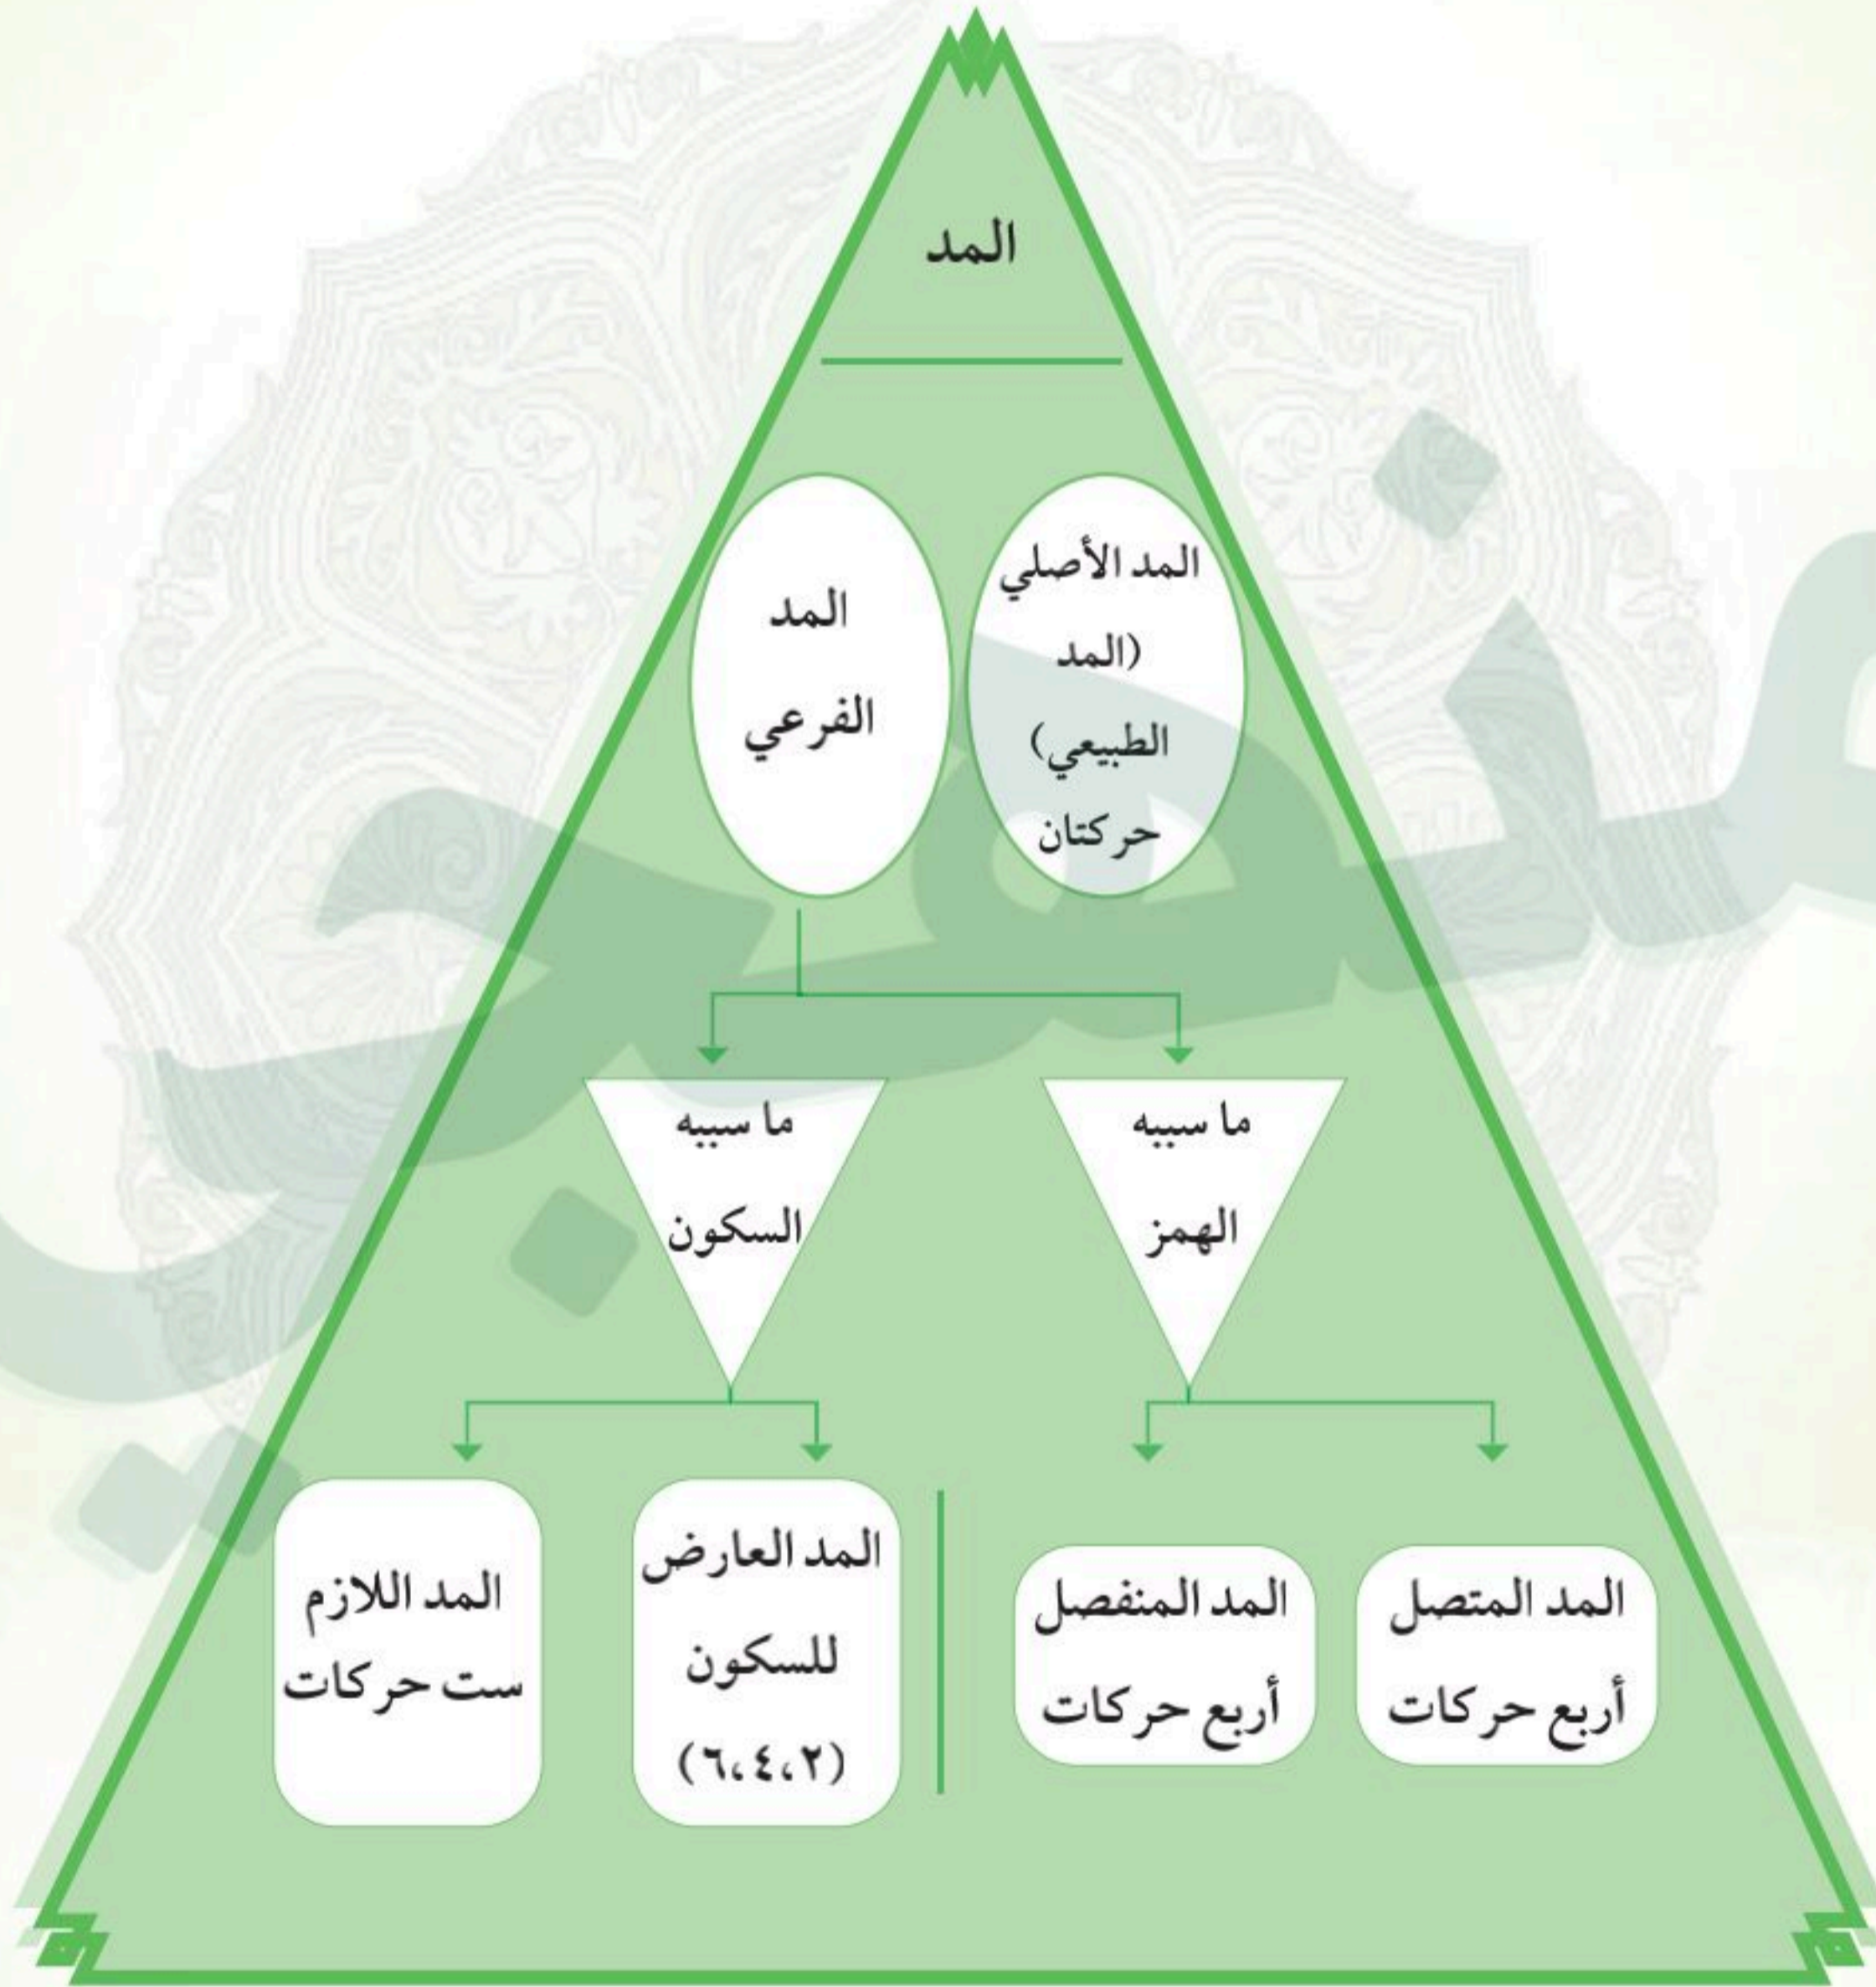 المد
المد الأصلي
(المد
الطبيعي)
حركتان
المد
الفرعي
ما سببه
الهمز
ما سببه
السكون
المد المتصل
أربع حركات
المد المنفصل
أربع حركات
المد العارض
للسكون
(٢،٤،٦)
المد اللازم
ست حركات